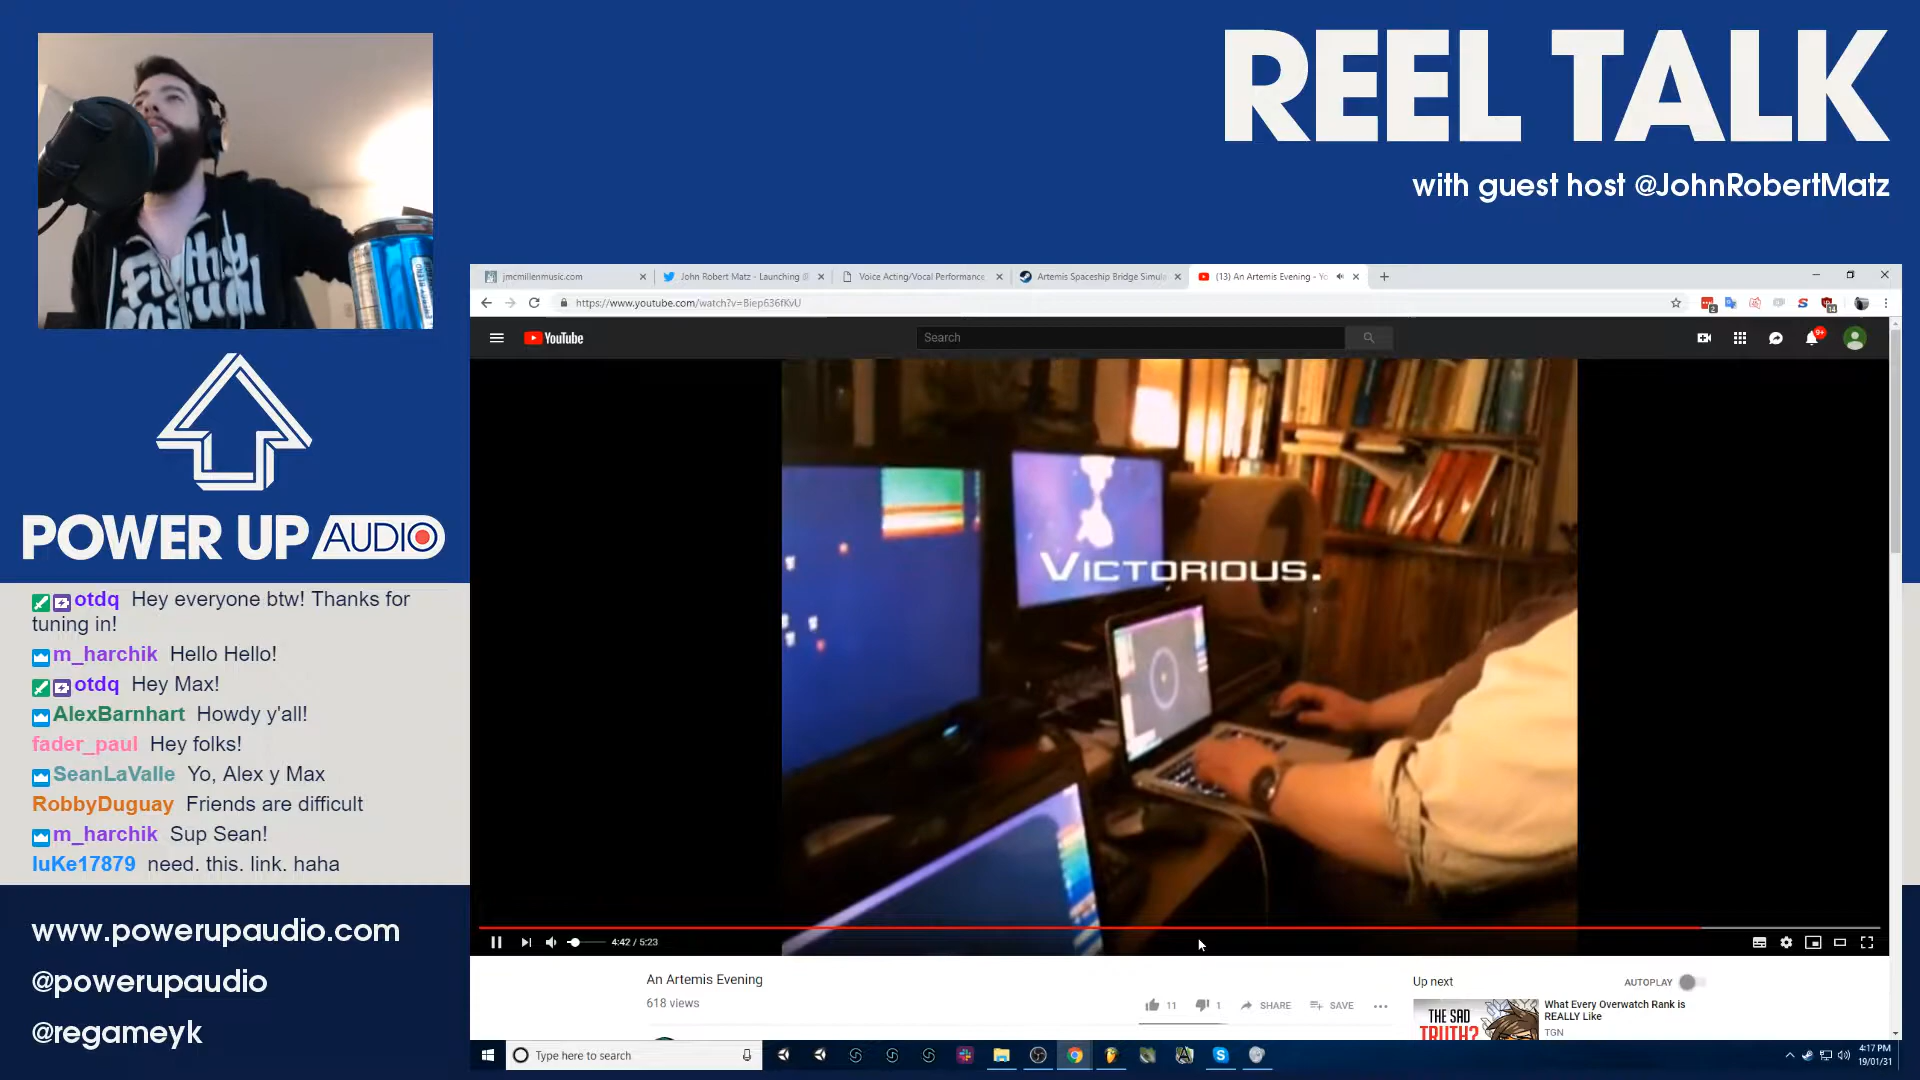 REEL TALK
with guest host @JohnRobertMatz
Filthy
Casual
POWER UP AUDIO
otdq Hey everyone btw! Thanks for
tuning in!
m_harchik Hello Hello!
otdq Hey Max!
AlexBarnhart Howdy y'all!
fader_paul Hey folks!
SeanLaValle Yo, Alex y Max
RobbyDuguay Friends are difficult
m_harchik Sup Sean!
luKe17879 need. this. link. haha
www.powerupaudio.com
@powerupaudio
@regameyk
jmcmillenmusic.com
John Robert Matz - Launching @
Voice Acting/Vocal Performance
Artemis Spaceship Bridge Simula
(13) An Artemis Evening - Yo
https://www.youtube.com/watch?v=Biep636fKvU
YouTube
Search
9+
VICTORIOUS.
4:42 / 5:23
An Artemis Evening
618 views
11
1
SHARE
SAVE
Up next
AUTOPLAY
THE SAD
TRUTH?
What Every Overwatch Rank is
REALLY Like
TGN
Type here to search
4:17 PM
19/01/31